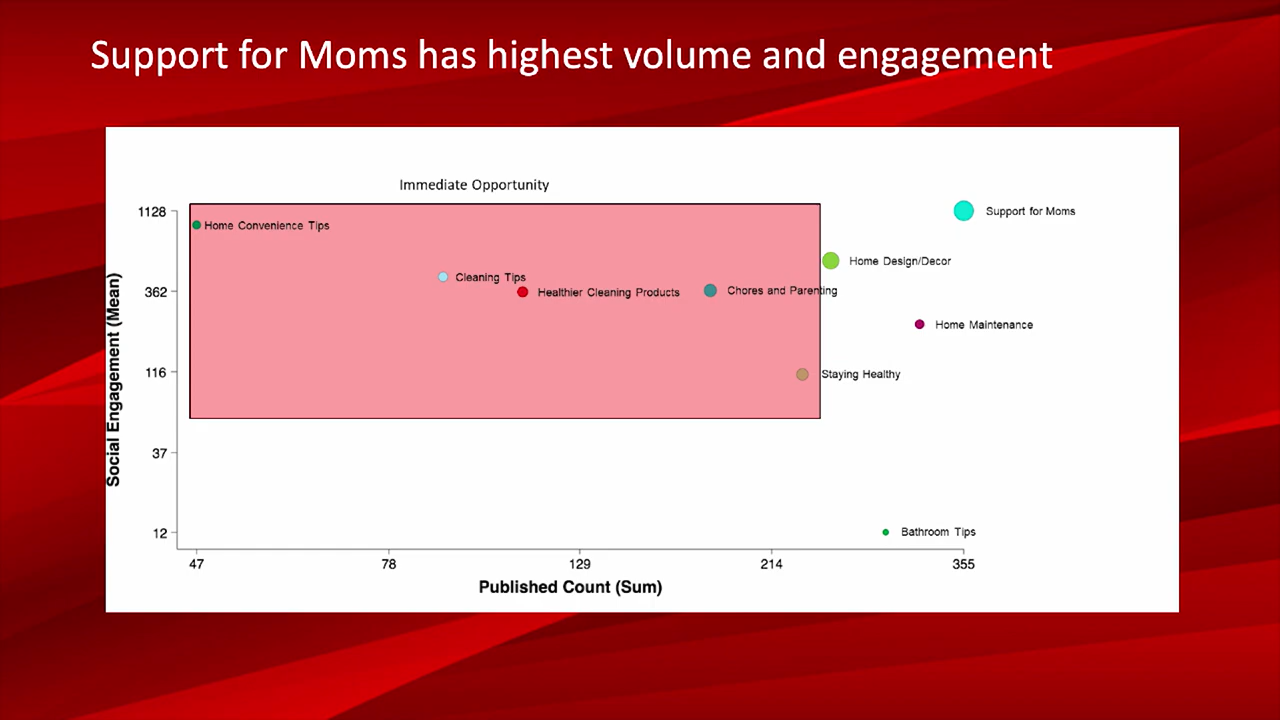 Support for Moms has highest volume and engagement
Immediate Opportunity
1128
Support for Moms
Home Convenience Tips
Home Design/Decor
Cleaning Tips
362
Healthier Cleaning Products
Chores and Parenting
Home Maintenance
116
Staying Healthy
Social Engagement (Mean)
37
12
Bathroom Tips
47 78 129 214 355
Published Count (Sum)